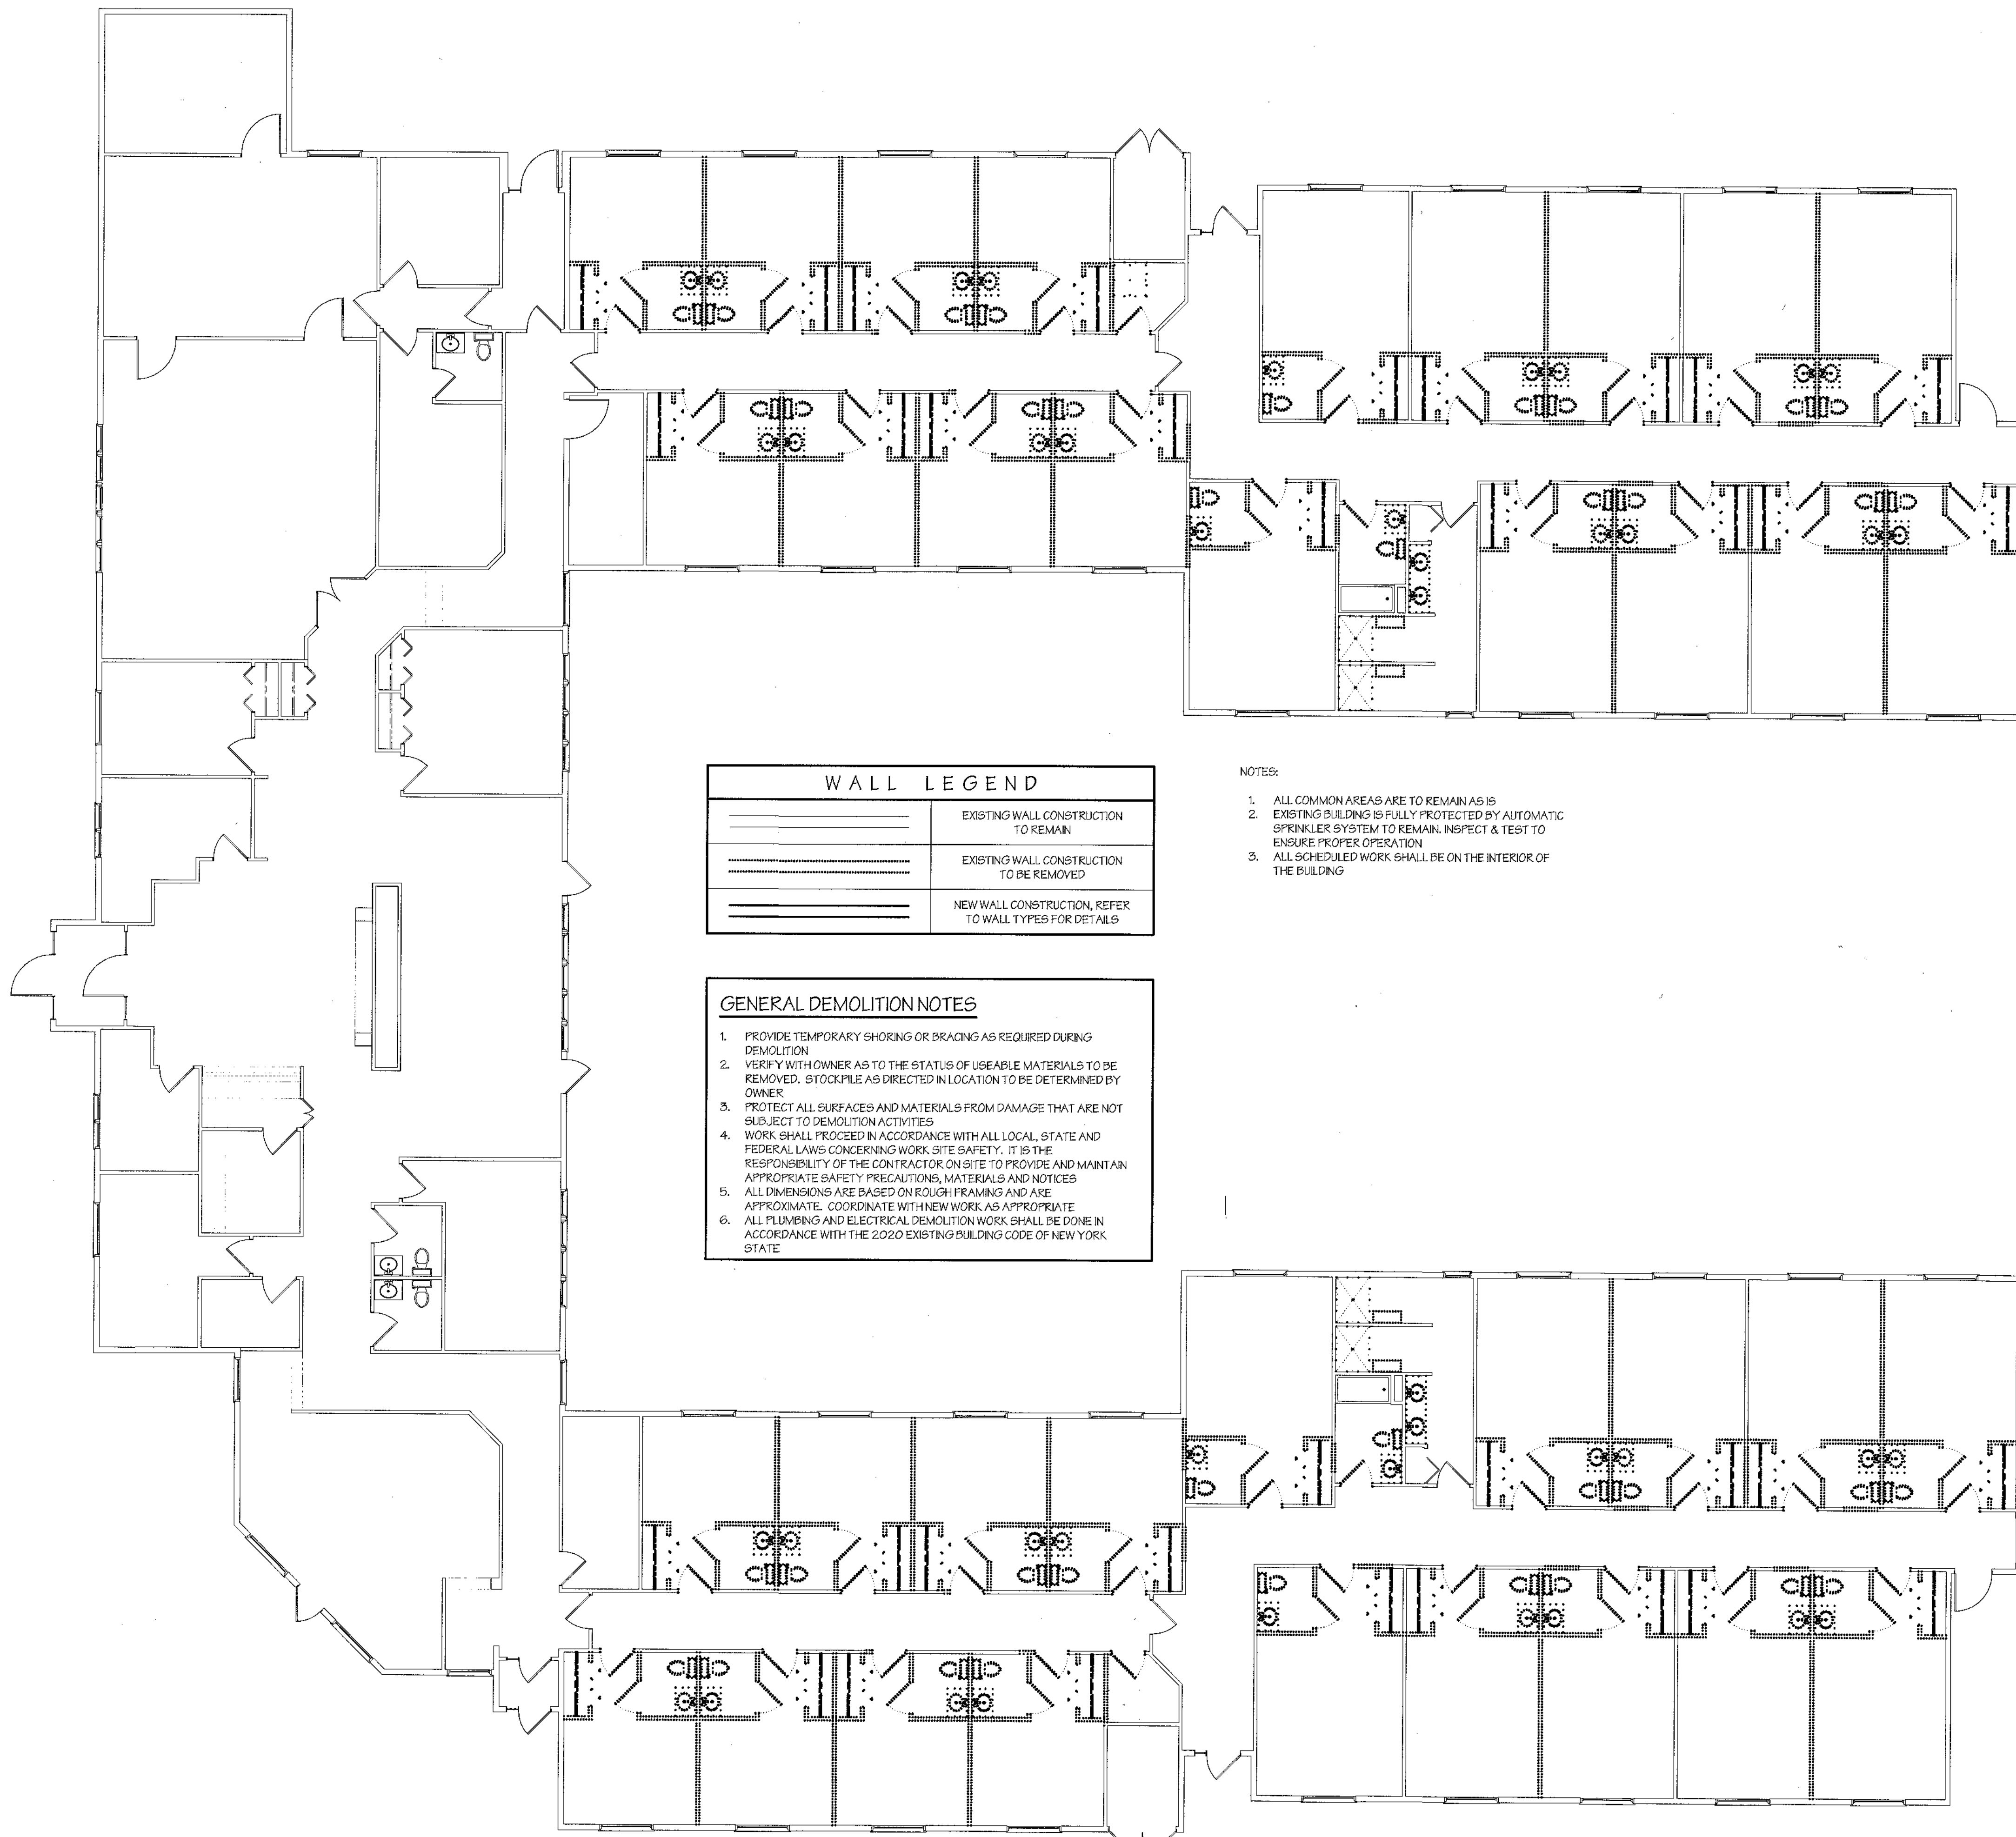 WALL LEGEND
EXISTING WALL CONSTRUCTION
TO REMAIN
EXISTING WALL CONSTRUCTION
TO BE REMOVED
NEW WALL CONSTRUCTION, REFER
TO WALL TYPES FOR DETAILS
NOTES:
1. ALL COMMON AREAS ARE TO REMAIN AS IS
2. EXISTING BUILDING IS FULLY PROTECTED BY AUTOMATIC
SPRINKLER SYSTEM TO REMAIN. INSPECT & TEST TO
ENSURE PROPER OPERATION
3. ALL SCHEDULED WORK SHALL BE ON THE INTERIOR OF
THE BUILDING
GENERAL DEMOLITION NOTES
1. PROVIDE TEMPORARY SHORING OR BRACING AS REQUIRED DURING
DEMOLITION
2. VERIFY WITH OWNER AS TO THE STATUS OF USEABLE MATERIALS TO BE
REMOVED. STOCKPILE AS DIRECTED IN LOCATION TO BE DETERMINED BY
OWNER
3. PROTECT ALL SURFACES AND MATERIALS FROM DAMAGE THAT ARE NOT
SUBJECT TO DEMOLITION ACTIVITIES
4. WORK SHALL PROCEED IN ACCORDANCE WITH ALL LOCAL, STATE AND
FEDERAL LAWS CONCERNING WORK SITE SAFETY. IT IS THE
RESPONSIBILITY OF THE CONTRACTOR ON SITE TO PROVIDE AND MAINTAIN
APPROPRIATE SAFETY PRECAUTIONS, MATERIALS AND NOTICES
5. ALL DIMENSIONS ARE BASED ON ROUGH FRAMING AND ARE
APPROXIMATE. COORDINATE WITH NEW WORK AS APPROPRIATE
6. ALL PLUMBING AND ELECTRICAL DEMOLITION WORK SHALL BE DONE IN
ACCORDANCE WITH THE 2020 EXISTING BUILDING CODE OF NEW YORK
STATE